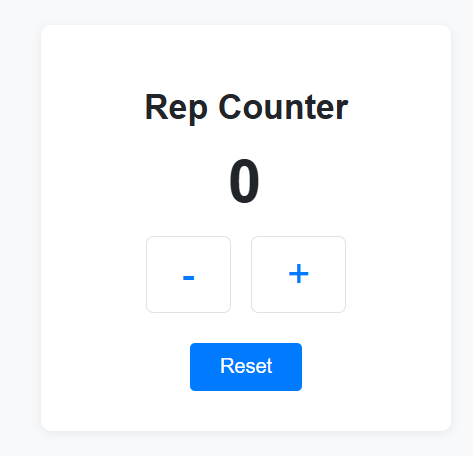 Rep Counter
0
- +
Reset